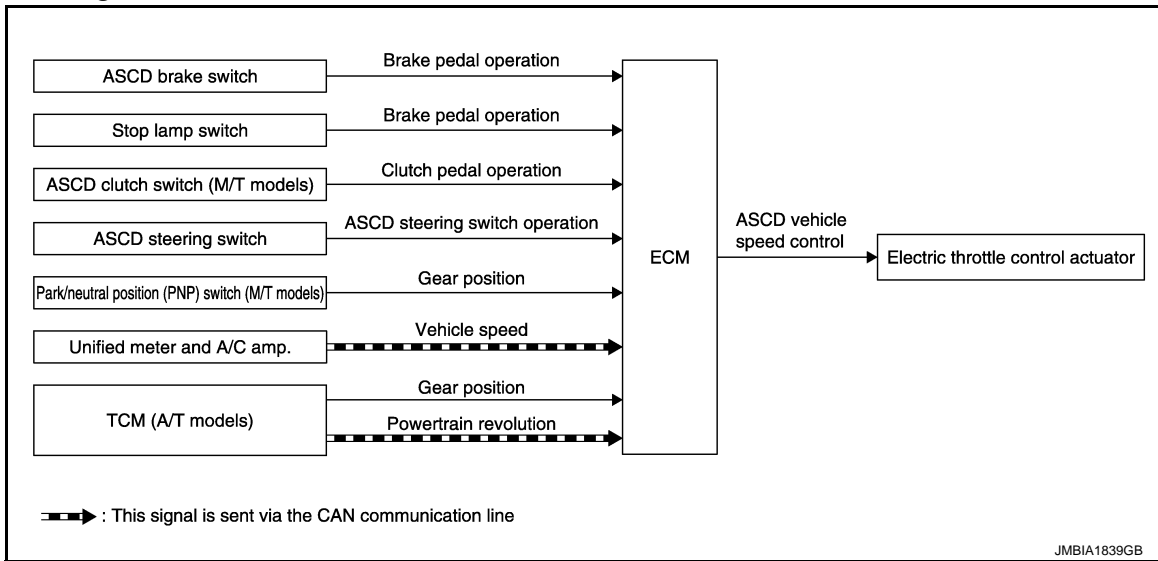 ASCD brake switch
Brake pedal operation
Stop lamp switch
Brake pedal operation
ASCD clutch switch (M/T models)
Clutch pedal operation
ASCD steering switch
ASCD steering switch operation
Park/neutral position (PNP) switch (M/T models)
Gear position
Unified meter and A/C amp.
Vehicle speed
TCM (A/T models)
Gear position
Powertrain revolution
ECM
ASCD vehicle
speed control
Electric throttle control actuator
: This signal is sent via the CAN communication line
JMBIA1839GB